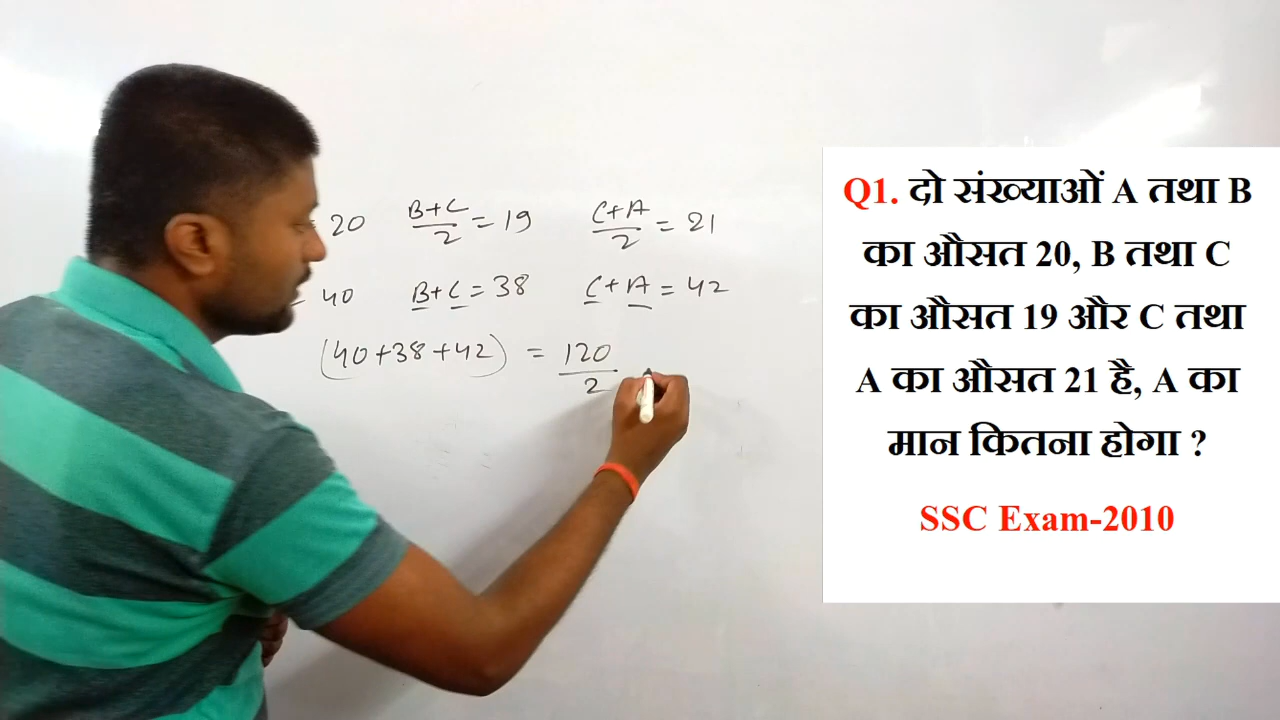 20 B+C/2 = 19 C+A/2 = 21
= 40 B+C = 38 C+A = 42
(40+38+42) = 120/2
Q1. दो संख्याओं A तथा B
का औसत 20, B तथा C
का औसत 19 और C तथा
A का औसत 21 है, A का
मान कितना होगा ?
SSC Exam-2010